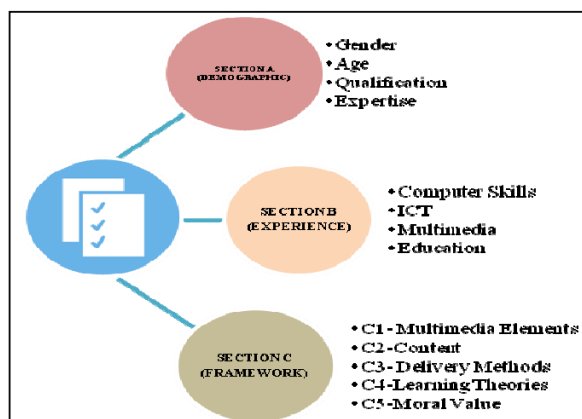 SECTION A
(DEMOGRAPHIC)
• Gender
• Age
• Qualification
• Expertise
SECTION B
(EXPERIENCE)
• Computer Skills
• ICT
• Multimedia
• Education
SECTION C
(FRAMEWORK)
• C1- Multimedia Elements
• C2-Content
• C3- Delivery Methods
• C4-Learning Theories
• C5-Moral Value